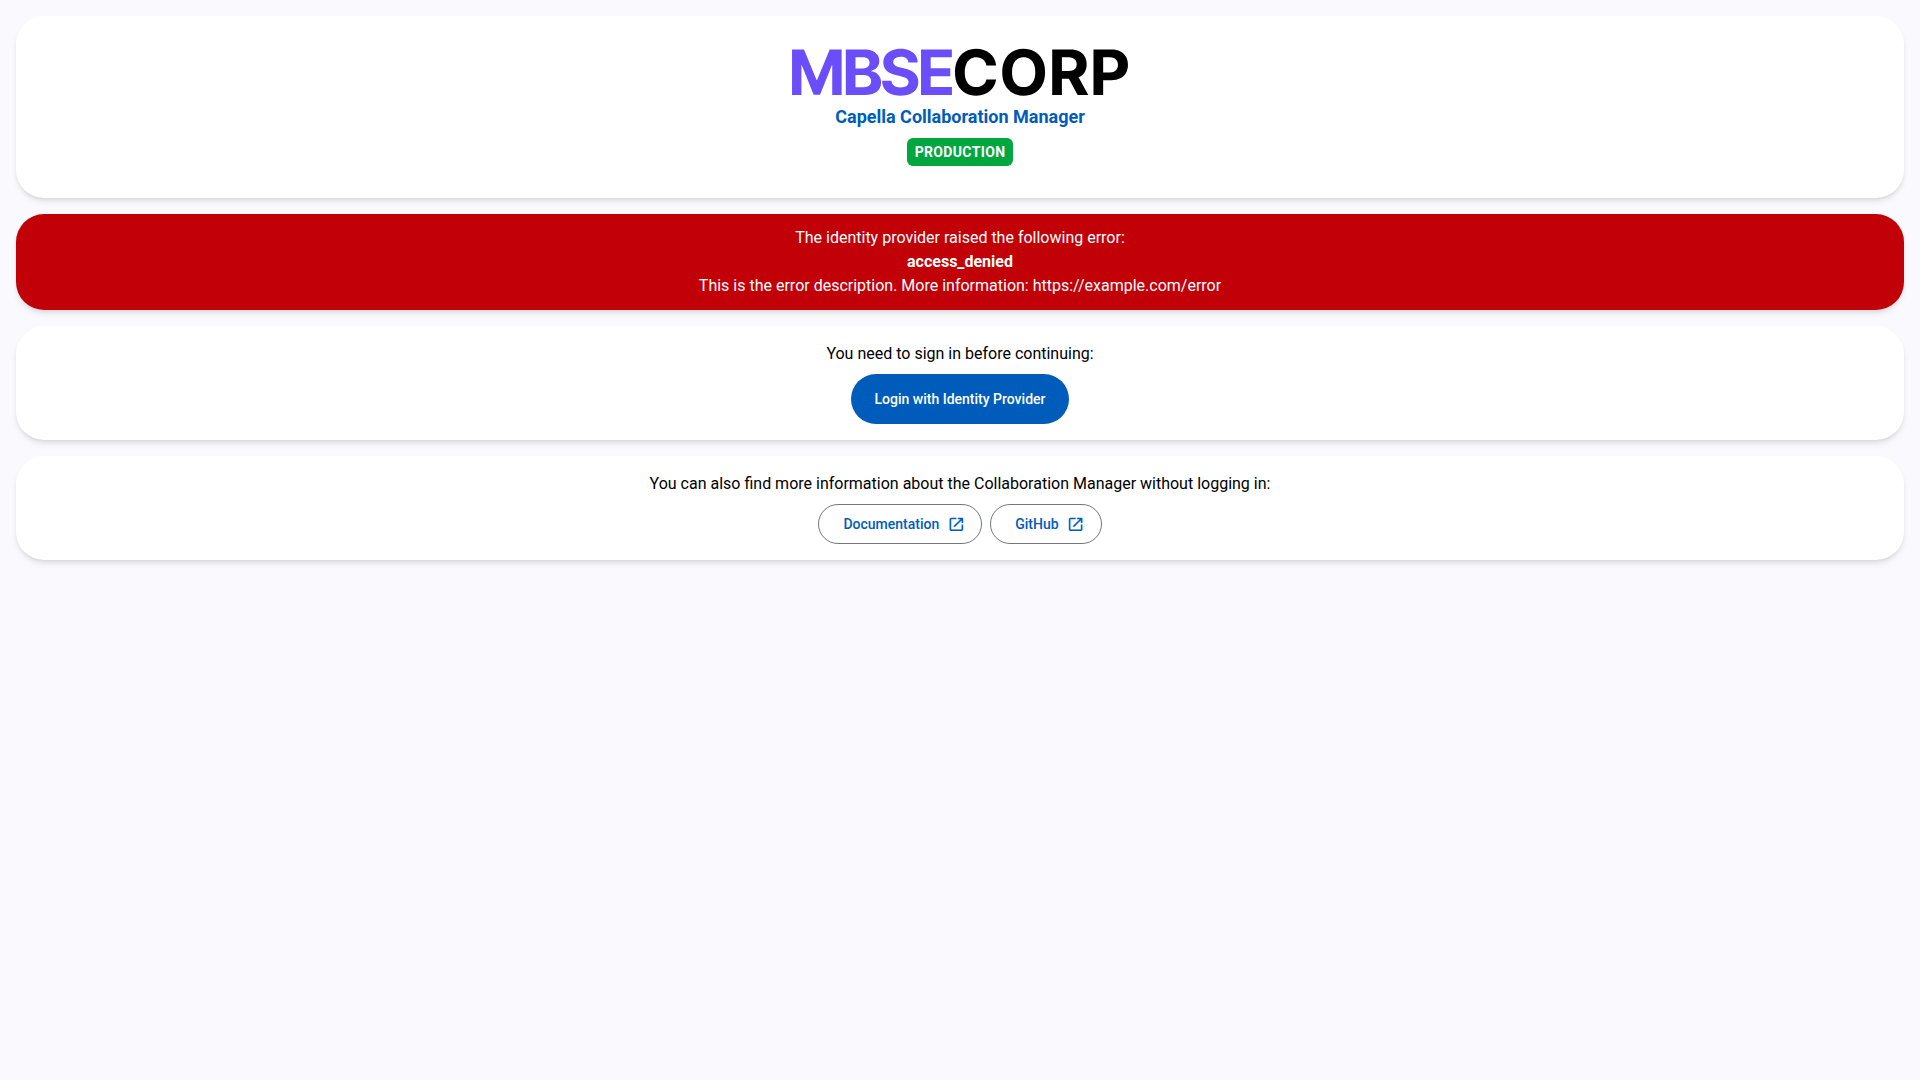 MBSECORP
Capella Collaboration Manager
PRODUCTION
The identity provider raised the following error:
access_denied
This is the error description. More information: https://example.com/error
You need to sign in before continuing:
Login with Identity Provider
You can also find more information about the Collaboration Manager without logging in:
Documentation GitHub